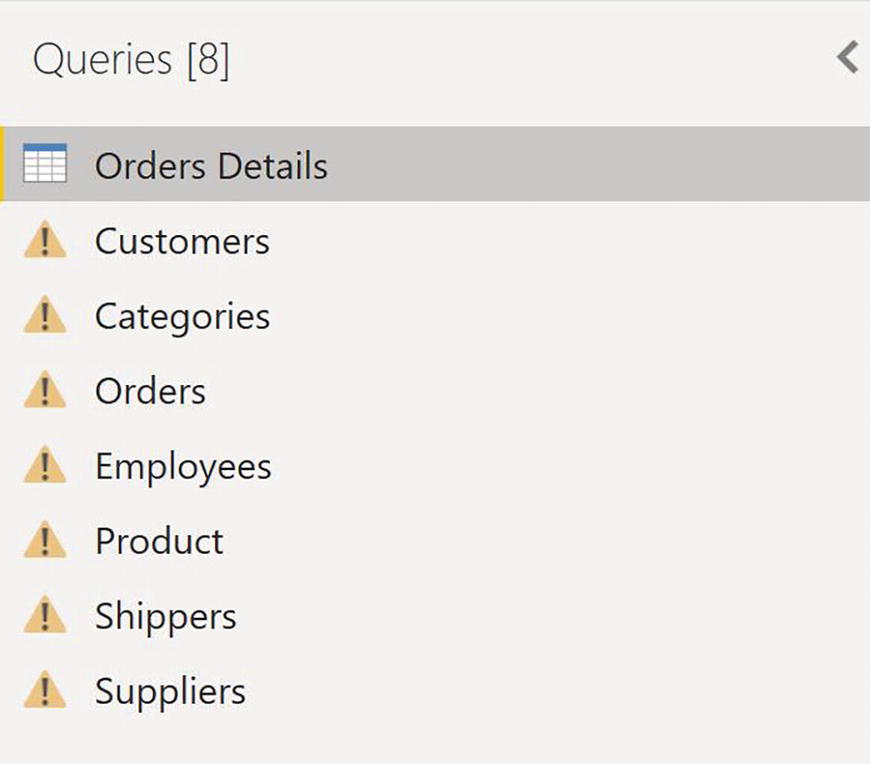 Queries [8]
Orders Details
Customers
Categories
Orders
Employees
Product
Shippers
Suppliers